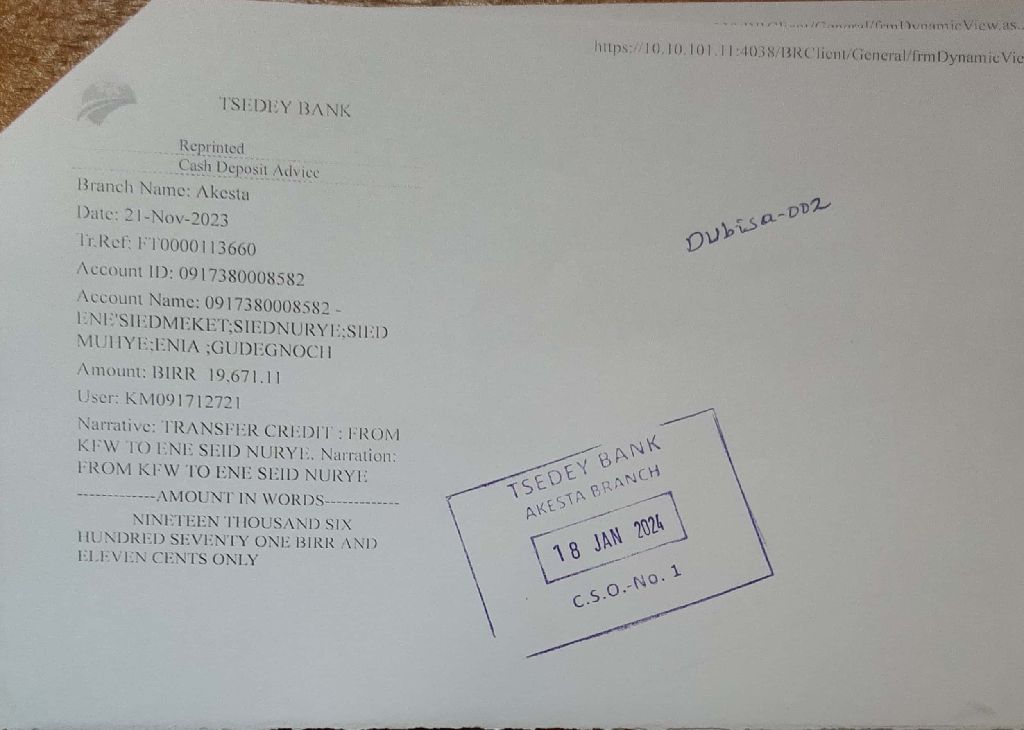 https://10.10.101.11:4038/BRClient/General/frmDynamicVie
TSEDEY BANK
Reprinted
Cash Deposit Advice
Branch Name: Akesta
Date: 21-Nov-2023
Tr.Ref: FT0000113660
Account ID: 0917380008582
Account Name: 0917380008582 -
ENE'SIEDMEKET;SIEDNURYE;SIED
MUHYE;ENIA ;GUDEGNOCH
Amount: BIRR 19,671.11
User: KM091712721
Narrative: TRANSFER CREDIT : FROM
KFW TO ENE SEID NURYE. Narration:
FROM KFW TO ENE SEID NURYE
-------------AMOUNT IN WORDS-------------
NINETEEN THOUSAND SIX
HUNDRED SEVENTY ONE BIRR AND
ELEVEN CENTS ONLY
Dubisa-002
TSEDEY BANK
AKESTA BRANCH
18 JAN 2024
C.S.O.-No. 1